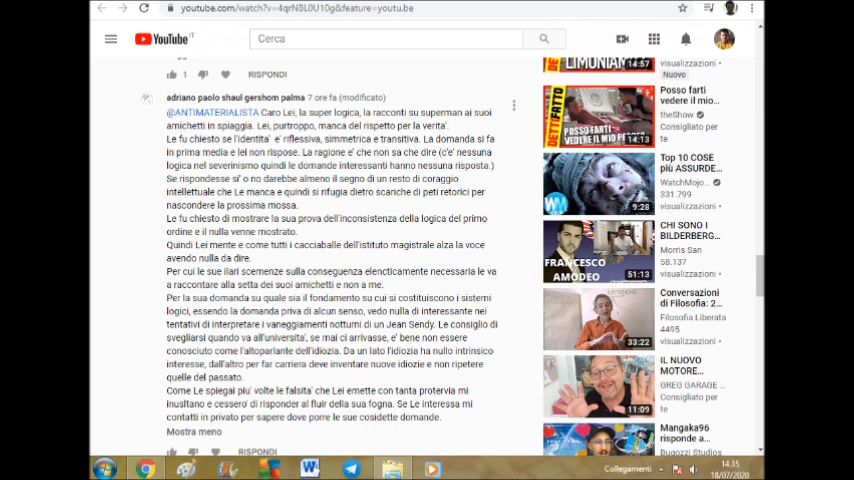 youtube.com/watch?v=4qrNBL0U10g&feature=youtu.be
YouTube IT
Cerca
1
RISPONDI
adriano paolo shaul gershom palma 7 ore fa (modificato)
@ANTIMATERIALISTA Caro Lei, la super logica, la racconti su superman ai suoi
amichetti in spiaggia. Lei, purtroppo, manca del rispetto per la verita'.
Le fu chiesto se l'identita' e' riflessiva, simmetrica e transitiva. La domanda si fa
in prima media e lei non rispose. La ragione e' che non sa che dire (c'e' nessuna
logica nel severinismo quindi le domande interessanti hanno nessuna risposta.)
Se rispondesse si' o no darebbe almeno il segno di un resto di coraggio
intellettuale che Le manca e quindi si rifugia dietro scariche di peti retorici per
nascondere la prossima mossa.
Le fu chiesto di mostrare la sua prova dell'inconsistenza della logica del primo
ordine e il nulla venne mostrato.
Quindi Lei mente e come tutti i cacciaballe dell'istituto magistrale alza la voce
avendo nulla da dire.
Per cui le sue ilari scemenze sulla conseguenza elencticamente necessaria le va
a raccontare alla setta dei suoi amichetti e non a me.
Per la sua domanda su quale sia il fondamento su cui si costituiscono i sistemi
logici, essendo la domanda priva di alcun senso, vedo nulla di interessante nei
tentativi di interpretare i vaneggiamenti notturni di un Jean Sendy. Le consiglio di
svegliarsi quando va all'universita', se mai ci arrivasse, e' bene non essere
conosciuto come l'altoparlante dell'idiozia. Da un lato l'idiozia ha nullo intrinsico
interesse, dall'altro per far carriera deve inventare nuove idiozie e non ripetere
quelle del passato.
Come Le spiegai piu' volte le falsita' che Lei emette con tanta protervia mi
inusltano e cessero' di risponder al fluir della sua fogna. Se Le interessa mi
contatti in privato per sapere dove porre le sue cosidette domande.
Mostra meno
RISPONDI
LIMONIAN
14:57
visualizzazioni •
Nuovo
DETTOFATTO
POSSO FARTI
VEDERE IL MIO
14:13
Posso farti
vedere il mio...
theShow
Consigliato per
te
9:28
Top 10 COSE
più ASSURDE...
WatchMojo...
331.799
visualizzazioni •
FRANCESCO
AMODEO
51:13
CHI SONO I
BILDERBERG...
Morris San
58.137
visualizzazioni •
33:22
Conversazioni
di Filosofia: 2...
Filosofia Liberata
4495
visualizzazioni •
11:09
IL NUOVO
MOTORE...
GREG GARAGE ...
Consigliato per
te
Mangaka96
risponde a...
Bugozzi Studios
Collegamenti
14.35
18/07/2020